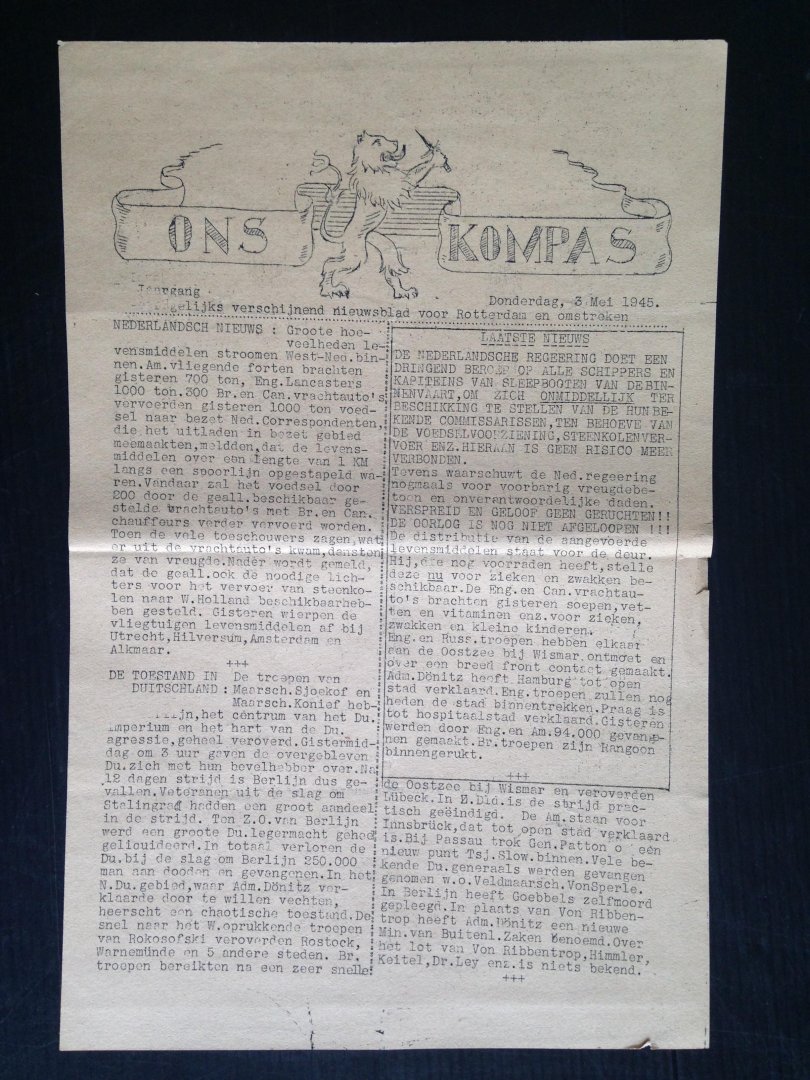 ONS KOMPAS
Jaargang
Donderdag, 3 Mei 1945.
verschijnend nieuwsblad voor Rotterdam en omstreken
NEDERLANDSCH NIEUWS : Groote hoe-
veelheden le-
vensmiddelen stroomen West-Ned.bin-
nen.Am.vliegende forten brachten
gisteren 700 ton, Eng.Lancasters
1000 ton.300 Br.en Can.vrachtauto's
vervoerden gisteren 1000 ton voed-
sel naar bezet Ned.Correspondenten,
die het uitladen in bezet gebied
meemaakten,meldden,dat de levens-
middelen over een lengte van 1 KM
langs een spoorlijn opgestapeld wa-
ren.Vandaar zal het voedsel door
200 door de geall.beschikbaar ge-
stelde vrachtauto's met Br.en Can.
chauffeurs verder vervoerd worden.
Toen de vele toeschouwers zagen,wat
er uit de vrachtauto's kwam,dansten
ze van vreugde.Nader wordt gemeld,
dat de geall.ook de noodige lich-
ters voor het vervoer van steenko-
len naar W.Holland beschikbaarheb-
ben gesteld. Gisteren wierpen de
vliegtuigen levensmiddelen af bij
Utrecht,Hilversum,Amsterdam en
Alkmaar.
+++
DE TOESTAND IN De troepen van
DUITSCHLAND : Maarsch.Sjoekof en
Maarsch.Konief heb-
het centrum van het Du.
imperium en het hart van de Du.
agressie,geheel veroverd.Gistermid-
dag om 3 uur gaven de overgebleven
Du.zich met hun bevelhebber over.Na
12 dagen strijd is Berlijn dus ge-
vallen.Veteranen uit de slag om
Stalingrad hadden een groot aandeel
in de strijd. Ten Z.O.van Berlijn
werd een groote Du.legermacht geheel
geliquideerd.In totaal verloren de
Du.bij de slag om Berlijn 250.000
man aan dooden en gevangenen.In het
N.Du.gebied,waar Adm.Dönitz ver-
klaarde door te willen vechten,
heerscht een chaotische toestand.De
snel naar het W.oprukkende troepen
van Rokosofski veroverden Rostock,
Warnemünde en 5 andere steden. Br.
troepen bereikten na een zeer snelle
LAATSTE NIEUWS
DE NEDERLANDSCHE REGEERING DOET EEN
DRINGEND BEROEP OP ALLE SCHIPPERS EN
KAPITEINS VAN SLEEPBOOTEN VAN DE BIN-
NENVAART,OM ZICH ONMIDDELLIJK TER
BESCHIKKING TE STELLEN VAN DE HUN BE-
KENDE COMMISSARISSEN,TEN BEHOEVE VAN
DE VOEDSELVOORZIENING,STEENKOLENVER-
VOER ENZ.HIERAAN IS GEEN RISICO MEER
VERBONDEN.
Tevens waarschuwt de Ned.regeering
nogmaals voor voorbarig vreugdebe-
toon en onverantwoordelijke daden.
VERSPREID EN GELOOF GEEN GERUCHTEN!!
DE OORLOG IS NOG NIET AFGELOOPEN !!!
De distributie van de aangevoerde
levensmiddelen staat voor de deur.
Hij,die nog voorraden heeft,stelle
deze nu voor zieken en zwakken be-
schikbaar.De Eng.en Can.vrachtau-
to's brachten gisteren soepen,vet-
ten en vitaminen enz.voor zieken,
zwakken en kleine kinderen.
Eng.en Russ.troepen hebben elkaar
aan de Oostzee bij Wismar ontmoet en
over een breed front contact gemaakt.
Adm.Dönitz heeft Hamburg tot open
stad verklaard.Eng.troepen zullen nog
heden de stad binnentrekken.Praag is
tot hospitaalstad verklaard.Gisteren
werden door Eng.en Am.94.000 gevange-
nen gemaakt.Br.troepen zijn Rangoon
binnengerukt.
+++
de Oostzee bij Wismar en veroverden
Lübeck.In Z.Dld.is de strijd prac-
tisch geëindigd. De Am.staan voor
Innsbrück,dat tot open stad verklaard
is.Bij Passau trok Gen.Patton een
nieuw punt Tsj.Slow.binnen.Vele be-
kende Du.generaals werden gevangen
genomen w.o.Veldmaarsch.VonSperle.
In Berlijn heeft Goebbels zelfmoord
gepleegd.In plaats van Von Ribben-
trop heeft Adm.Dönitz een nieuwe
Min.van Buitenl.Zaken benoemd.Over
het lot van Von Ribbentrop,Himmler,
Keitel,Dr.Ley enz.is niets bekend.
+++